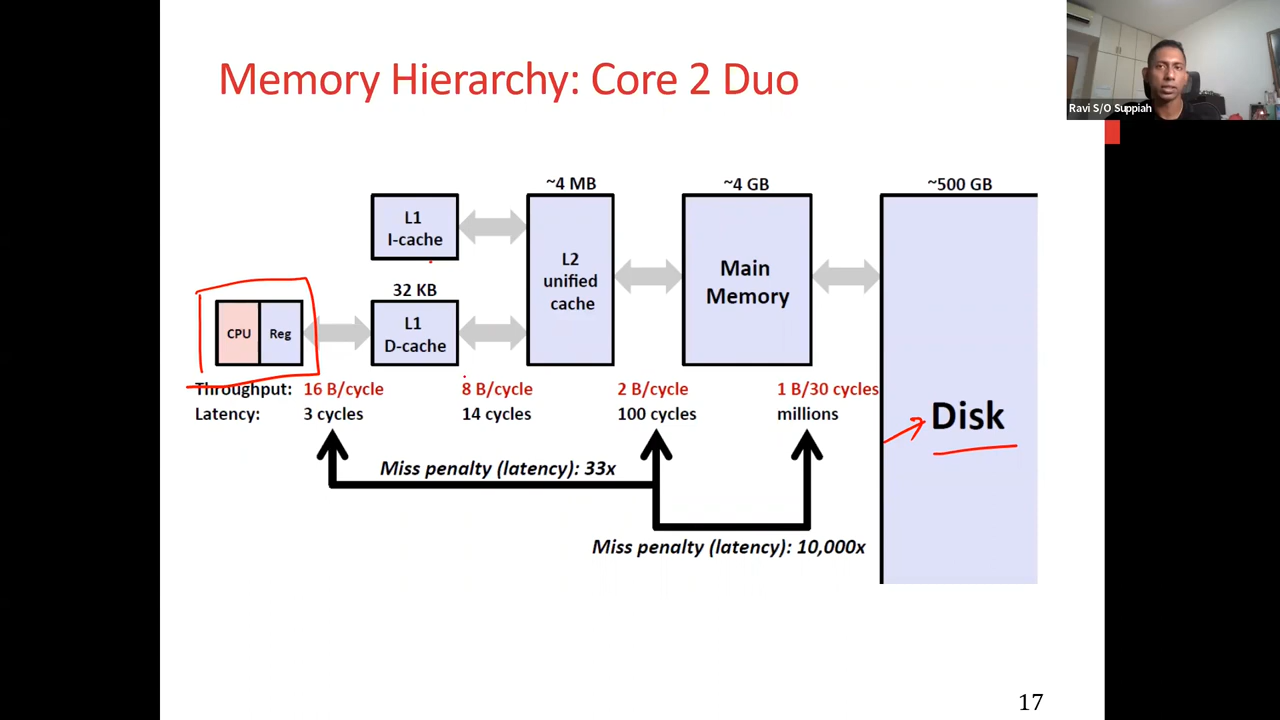 Memory Hierarchy: Core 2 Duo
Ravi S/O Suppiah
~4 MB
~4 GB
~500 GB
L1
I-cache
L2
unified
cache
Main
Memory
32 KB
CPU
Reg
L1
D-cache
Disk
Throughput: 16 B/cycle 8 B/cycle 2 B/cycle 1 B/30 cycles
Latency: 3 cycles 14 cycles 100 cycles millions
Miss penalty (latency): 33x
Miss penalty (latency): 10,000x
17